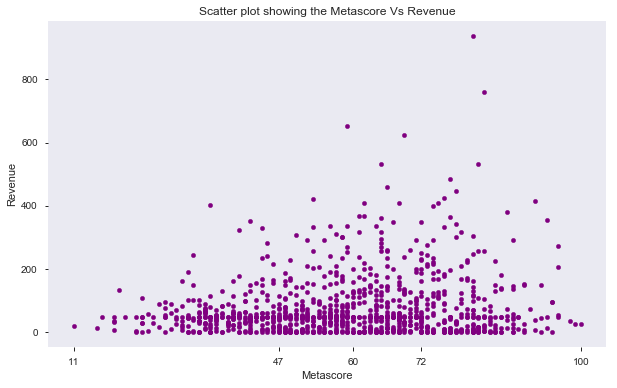 Scatter plot showing the Metascore Vs Revenue
Revenue
800
600
400
200
0
11 47 60 72 100
Metascore